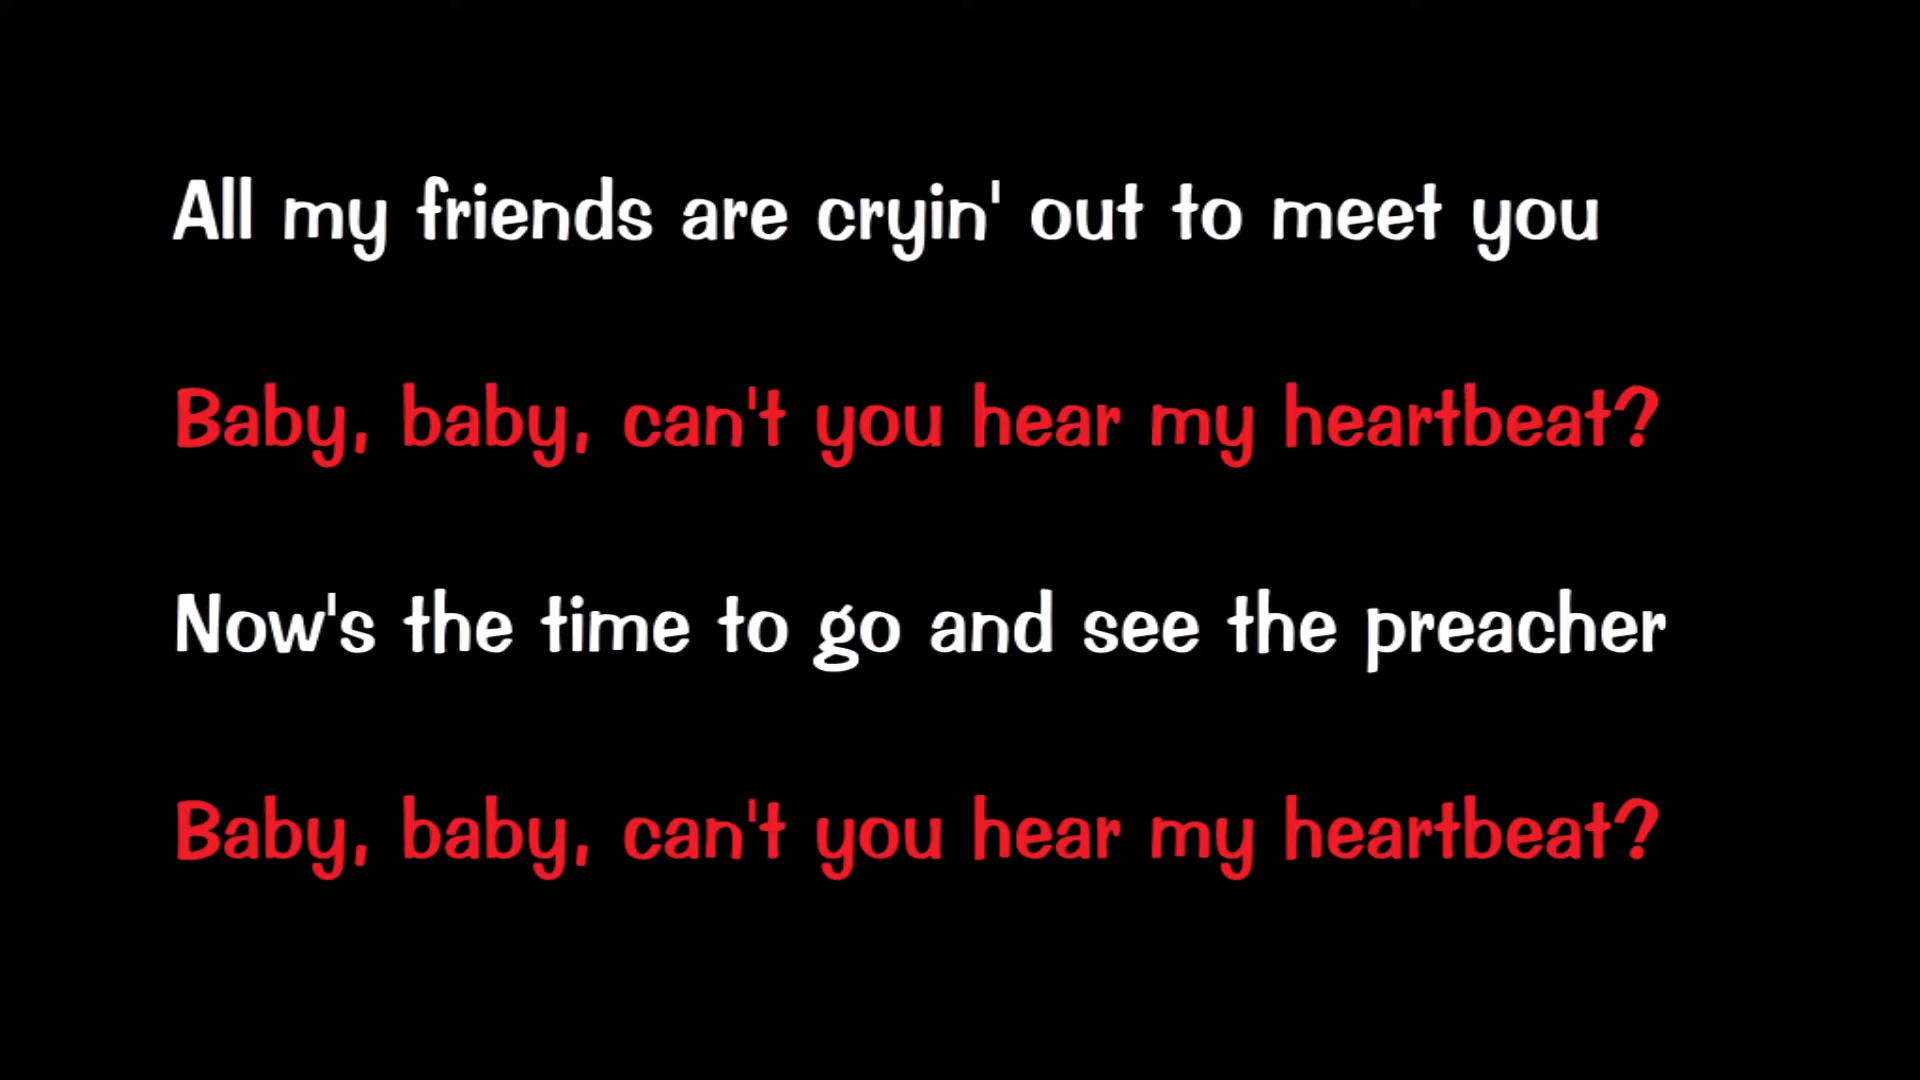 All my friends are cryin' out to meet you
Baby, baby, can't you hear my heartbeat?
Now's the time to go and see the preacher
Baby, baby, can't you hear my heartbeat?